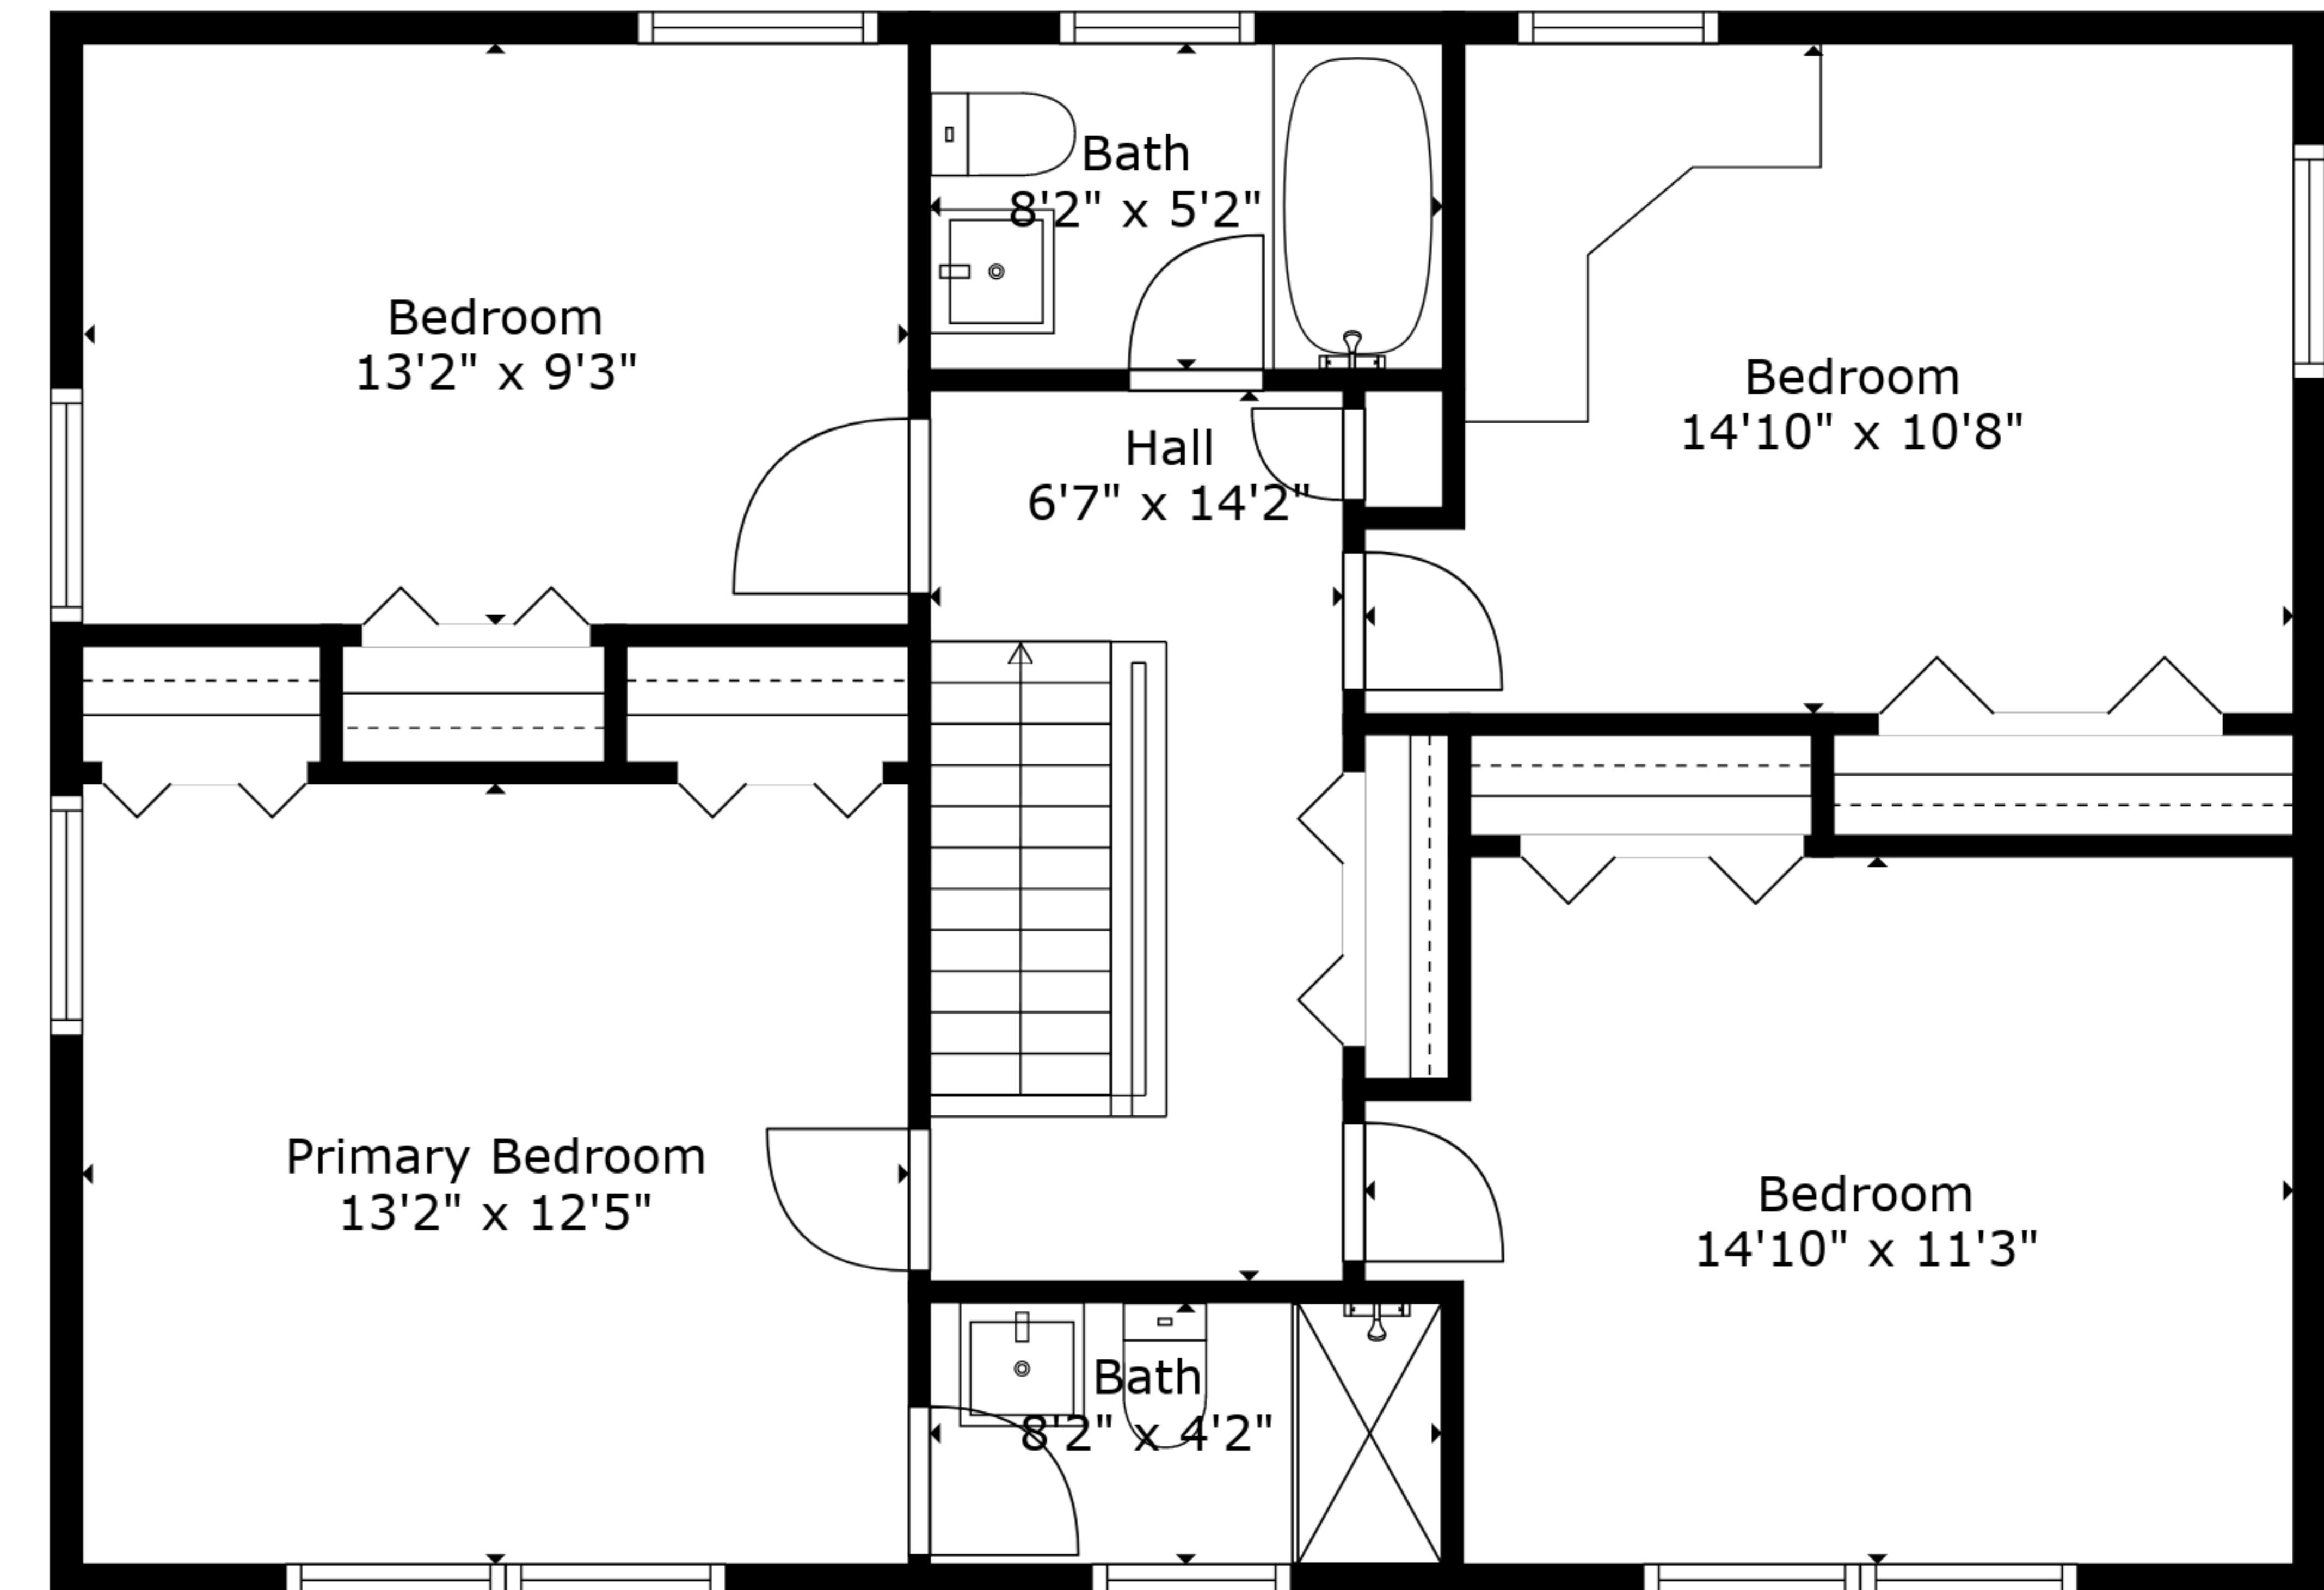 Bath
8'2" x 5'2"
Bedroom
13'2" x 9'3"
Bedroom
14'10" x 10'8"
Hall
6'7" x 14'2"
Primary Bedroom
13'2" x 12'5"
Bedroom
14'10" x 11'3"
Bath
8'2" x 4'2"